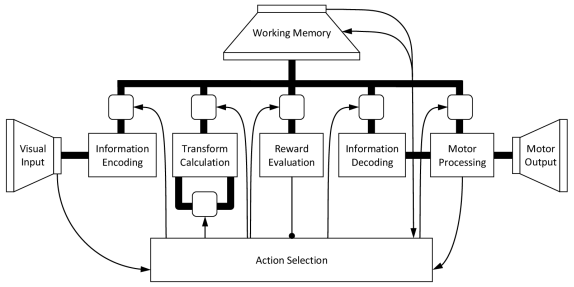 Working Memory
Visual
Input
Information
Encoding
Transform
Calculation
Reward
Evaluation
Information
Decoding
Motor
Processing
Motor
Output
Action Selection